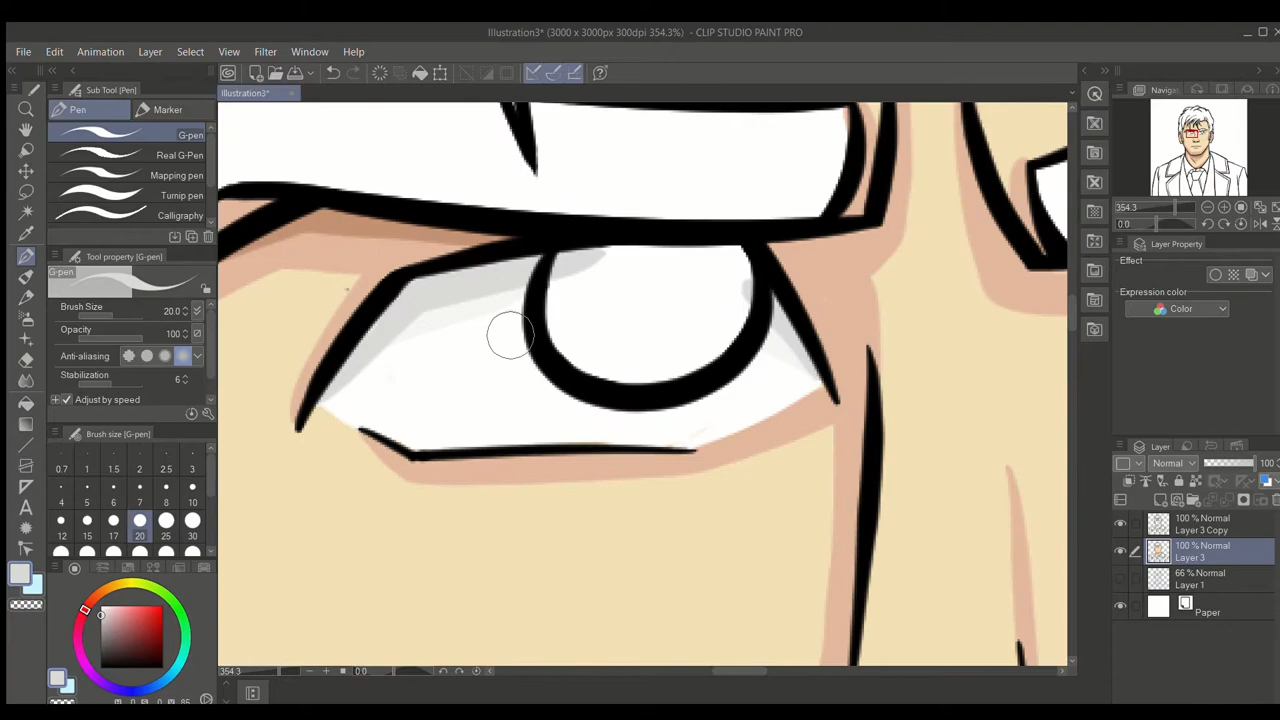 Illustration3* (3000 x 3000px 300dpi 354.3%) - CLIP STUDIO PAINT PRO
File Edit Animation Layer Select View Filter Window Help
Sub Tool [Pen]
Illustration3*
Pen Marker
G-pen
Real G-Pen
Mapping pen
Turnip pen
Calligraphy
Tool property [G-pen]
G-pen
Brush Size 20.0
Opacity 100
Anti-aliasing
Stabilization 6
Adjust by speed
Brush size [G-pen]
0.7 1 1.5 2 2.5 3
4 5 6 7 8 10
12 15 17 20 25 30
354.3 0.0
Navigat
354.3
0.0
Layer Property
Effect
Expression color
Color
Layer
Normal 100
100 % Normal
Layer 3 Copy
100 % Normal
Layer 3
66 % Normal
Layer 1
Paper